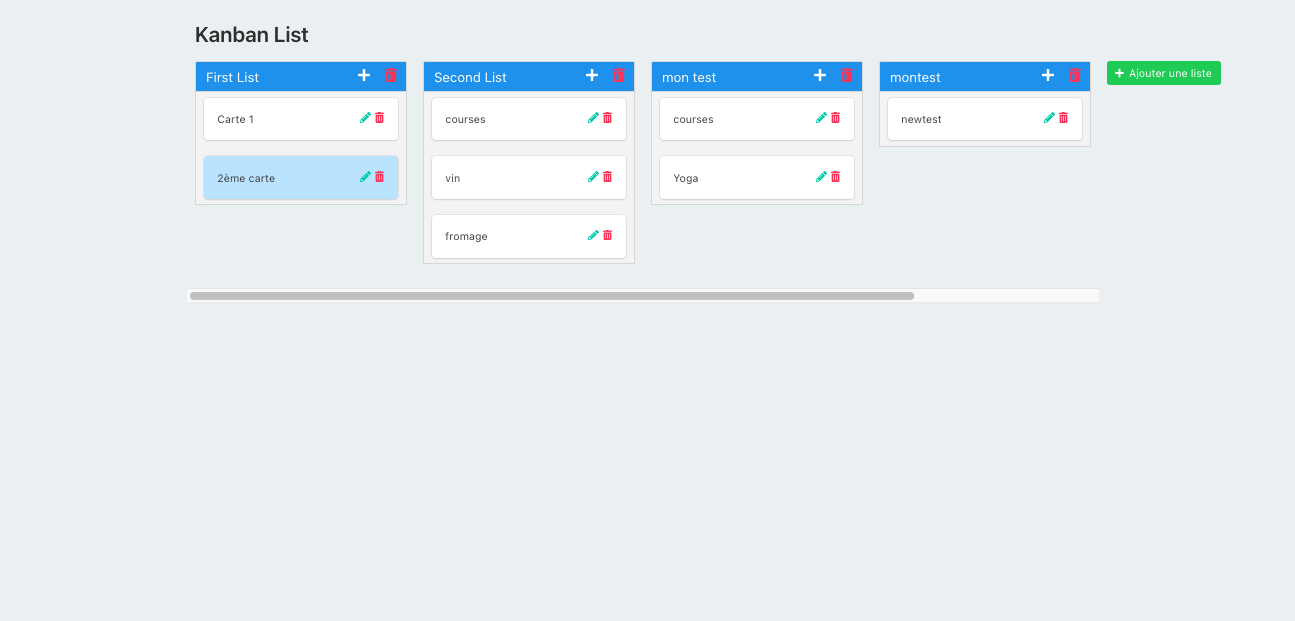 Kanban List
First List
Carte 1
2ème carte
Second List
courses
vin
fromage
mon test
courses
Yoga
montest
newtest
Ajouter une liste